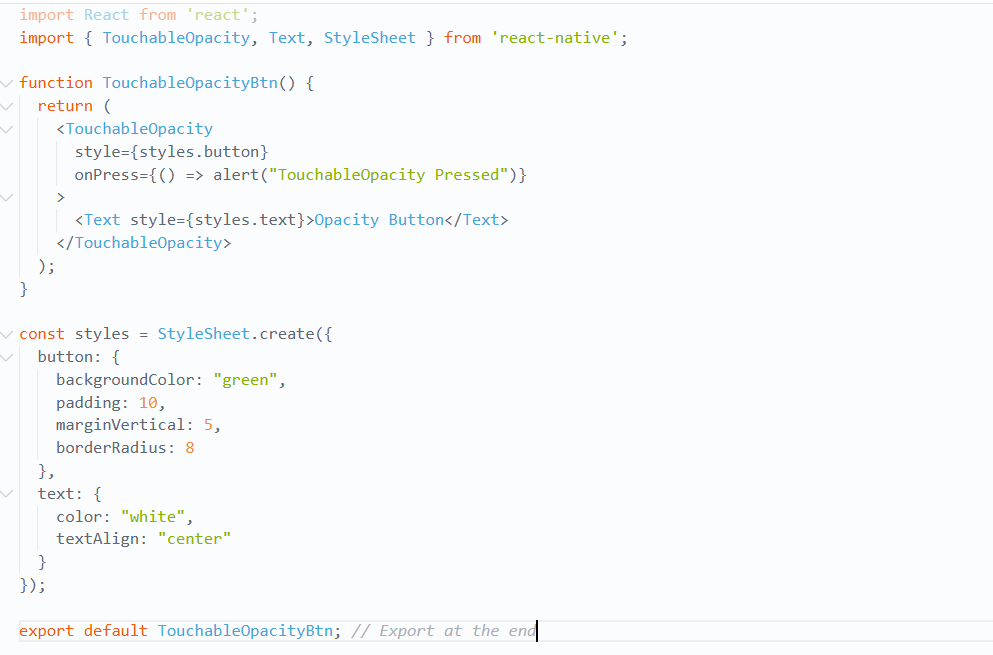 import React from 'react';
import { TouchableOpacity, Text, StyleSheet } from 'react-native';
function TouchableOpacityBtn() {
return (
<TouchableOpacity
style={styles.button}
onPress={() => alert("TouchableOpacity Pressed")}
>
<Text style={styles.text}>Opacity Button</Text>
</TouchableOpacity>
);
}
const styles = StyleSheet.create({
button: {
backgroundColor: "green",
padding: 10,
marginVertical: 5,
borderRadius: 8
},
text: {
color: "white",
textAlign: "center"
}
});
export default TouchableOpacityBtn; // Export at the end